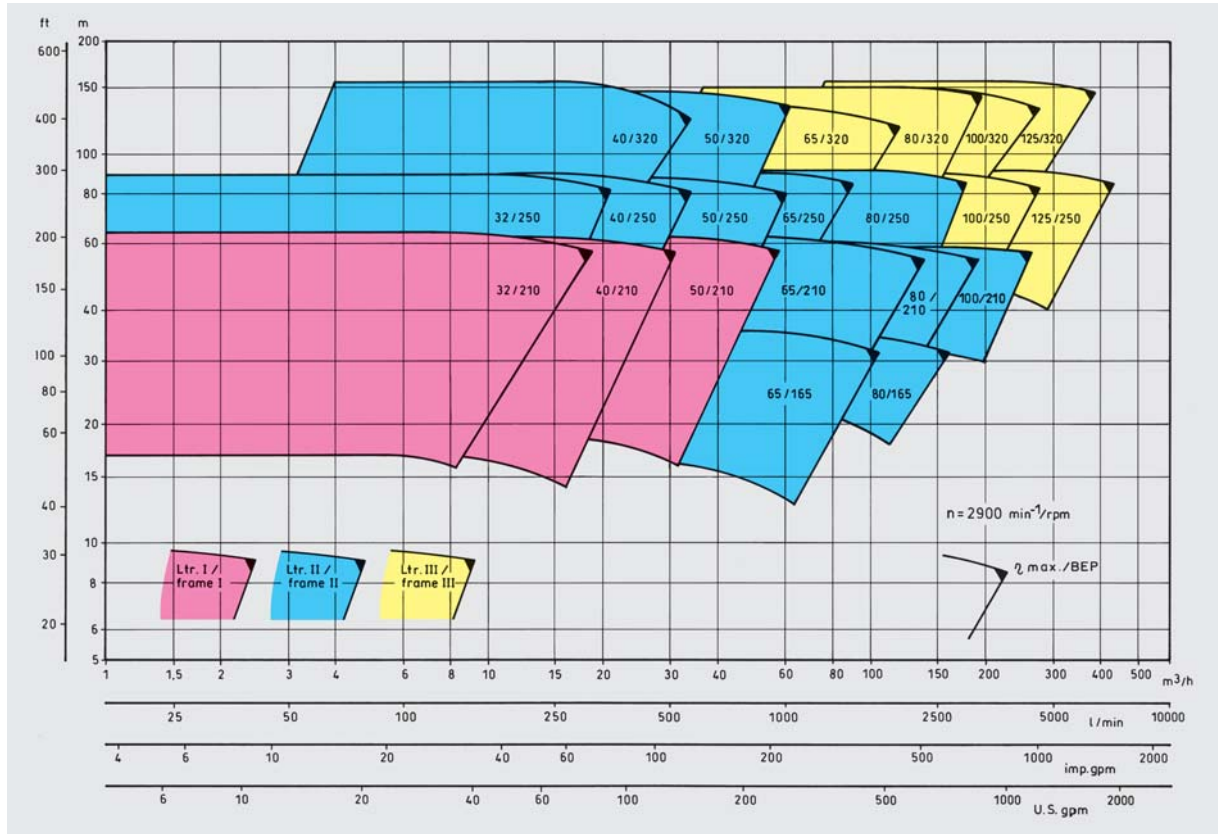 ft m
200
600
150
400
100
300
80
200
60
150
40
100
30
80
20
60
15
40
10
30
8
20
6
5
40/320 50/320 65/320 80/320 100/320 125/320
32/250 40/250 50/250 65/250 80/250 100/250 125/250
32/210 40/210 50/210 65/210 80/ 100/210
210
65/165 80/165
n=2900 min⁻¹/rpm
Ltr. I/ Ltr. II/ Ltr. III/
frame I frame II frame III
η max./BEP
1 1,5 2 3 4 6 8 10 15 20 30 40 60 80 100 150 200 300 400 500 m³/h
25 50 100 250 500 1000 2500 5000 l/min 10000
4 6 10 20 40 60 100 200 500 1000 2000
imp.gpm
6 10 20 40 60 100 200 500 1000 2000
U.S. gpm